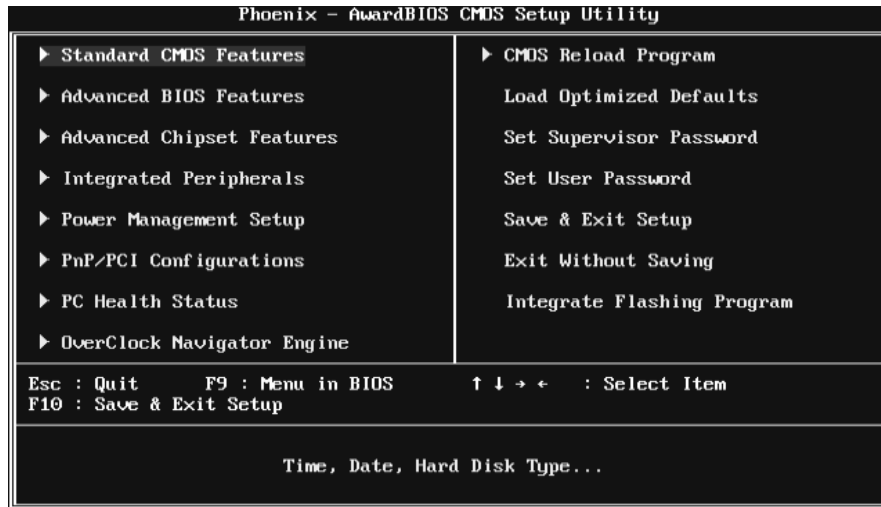 Phoenix - AwardBIOS CMOS Setup Utility
▶ Standard CMOS Features
▶ Advanced BIOS Features
▶ Advanced Chipset Features
▶ Integrated Peripherals
▶ Power Management Setup
▶ PnP/PCI Configurations
▶ PC Health Status
▶ OverClock Navigator Engine
▶ CMOS Reload Program
Load Optimized Defaults
Set Supervisor Password
Set User Password
Save & Exit Setup
Exit Without Saving
Integrate Flashing Program
Esc : Quit F9 : Menu in BIOS ↑ ↓ → ← : Select Item
F10 : Save & Exit Setup
Time, Date, Hard Disk Type...